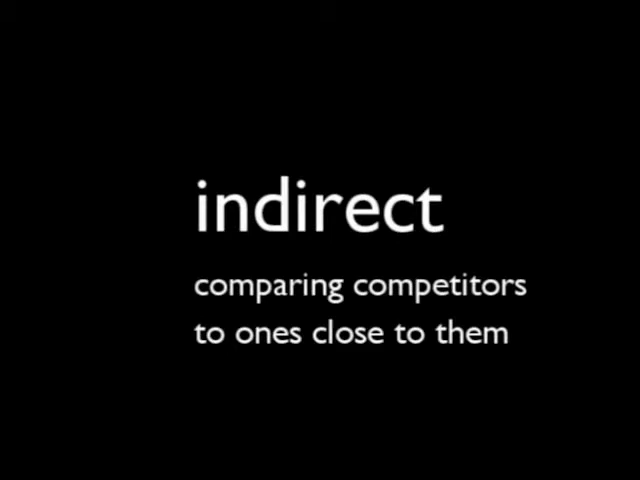 indirect
comparing competitors
to ones close to them